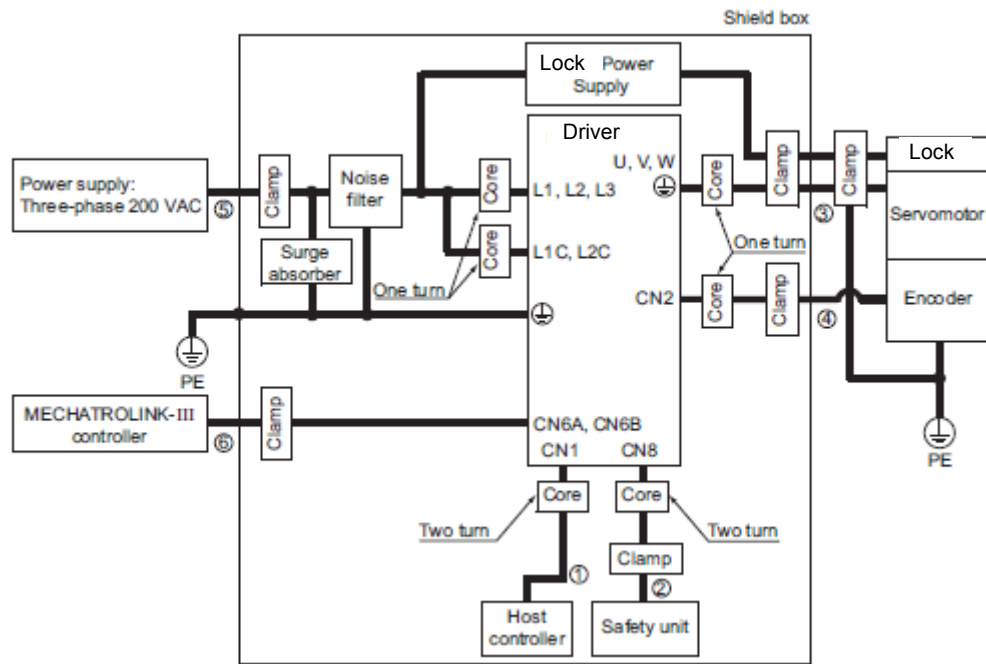 Shield box
Lock Power
Supply
Driver
U, V, W
Power supply:
Three-phase 200 VAC
⑤
Clamp
Noise
filter
Surge
absorber
Core
L1, L2, L3
Core
L1C, L2C
One turn
Core
Clamp
Clamp
③
One turn
CN2
Core
Clamp
④
Lock
Servomotor
Encoder
PE
PE
MECHATROLINK-III
controller
⑥
Clamp
CN6A, CN6B
CN1
CN8
Core
Core
Two turn
Two turn
Clamp
①
②
Host
controller
Safety unit